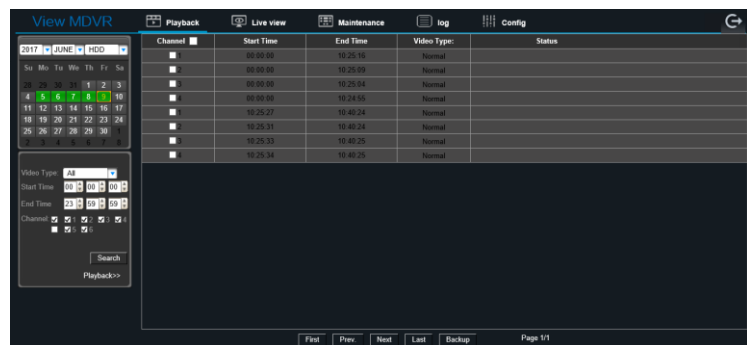 View MDVR
Playback Live view Maintenance log Config
2017 JUNE HDD
Su Mo Tu We Th Fr Sa
28 29 30 31 1 2 3
4 5 6 7 8 9 10
11 12 13 14 15 16 17
18 19 20 21 22 23 24
25 26 27 28 29 30 1
2 3 4 5 6 7 8
Video Type: All
Start Time 00 00 00
End Time 23 59 59
Channel 1 2 3 4
5 6
Search
Playback>>
Channel Start Time End Time Video Type: Status
1 00:00:00 10:25:16 Normal
2 00:00:00 10:25:09 Normal
3 00:00:00 10:25:04 Normal
4 00:00:00 10:24:55 Normal
1 10:25:27 10:40:24 Normal
2 10:25:31 10:40:24 Normal
3 10:25:33 10:40:25 Normal
4 10:25:34 10:40:25 Normal
First Prev. Next Last Backup Page 1/1